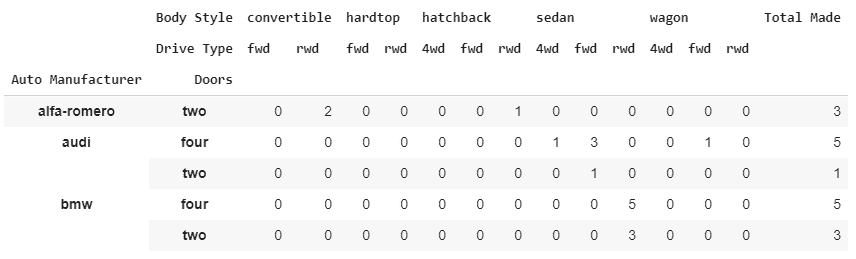 Body Style convertible hardtop hatchback sedan wagon Total Made
Drive Type fwd rwd fwd rwd 4wd fwd rwd 4wd fwd rwd 4wd fwd rwd
Auto Manufacturer Doors
alfa-romero two 0 2 0 0 0 0 1 0 0 0 0 0 0 3
audi four 0 0 0 0 0 0 0 1 3 0 0 1 0 5
two 0 0 0 0 0 0 0 0 1 0 0 0 0 1
bmw four 0 0 0 0 0 0 0 0 0 5 0 0 0 5
two 0 0 0 0 0 0 0 0 0 3 0 0 0 3